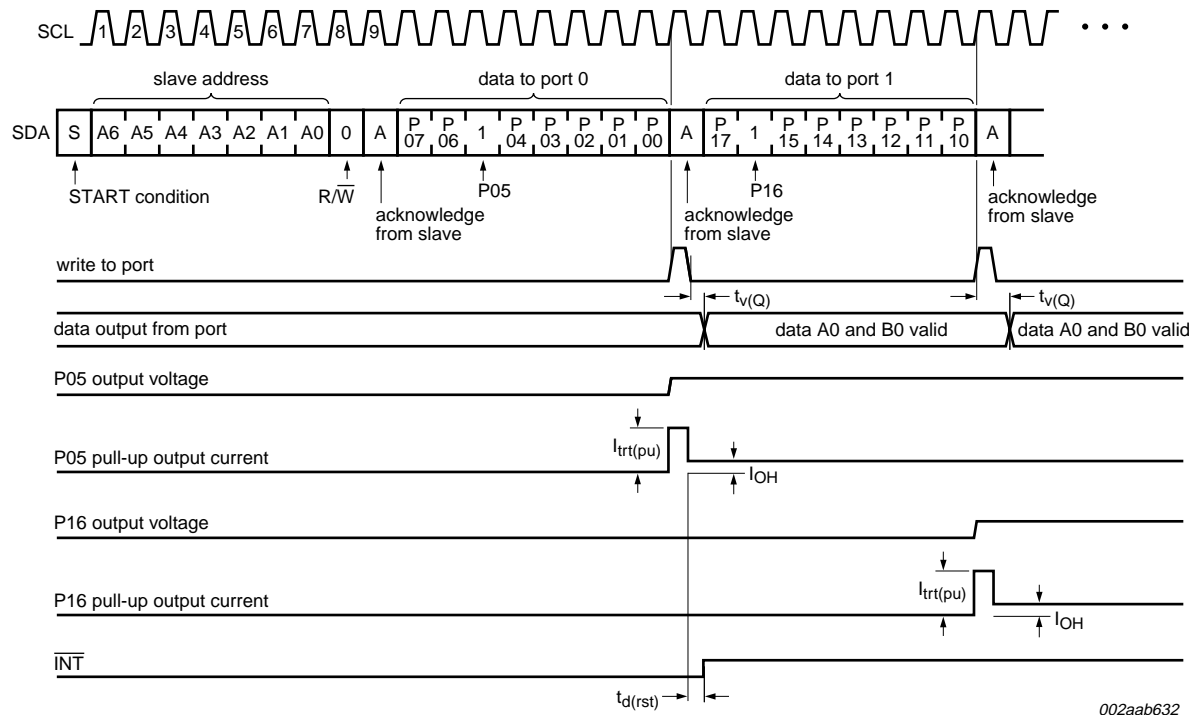 SCL 1 2 3 4 5 6 7 8 9 • • •
slave address data to port 0 data to port 1
SDA S A6 A5 A4 A3 A2 A1 A0 0 A P07 P06 1 P04 P03 P02 P01 P00 A P17 1 P15 P14 P13 P12 P11 P10 A
START condition R/W̅ P05 P16
acknowledge from slave acknowledge from slave acknowledge from slave
write to port
tv(Q) tv(Q)
data output from port data A0 and B0 valid data A0 and B0 valid
P05 output voltage
Itrt(pu)
P05 pull-up output current
IOH
P16 output voltage
Itrt(pu)
P16 pull-up output current
IOH
I̅N̅T̅
td(rst)
002aab632